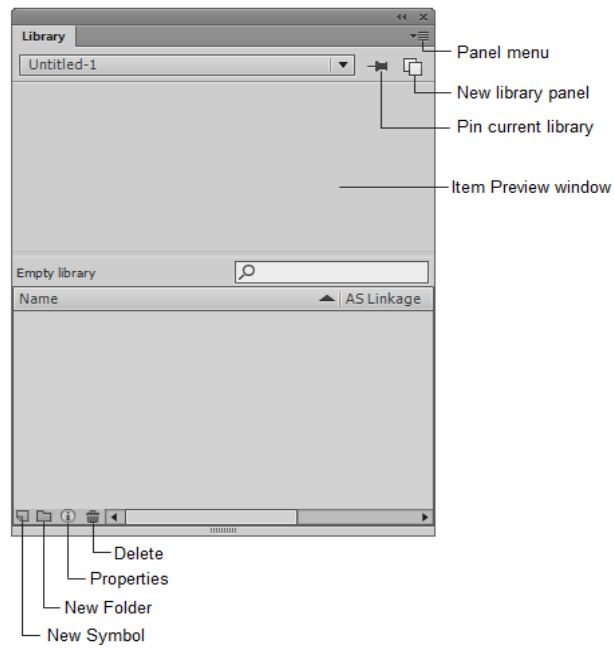 Library
Untitled-1
Panel menu
New library panel
Pin current library
Item Preview window
Empty library
Name
AS Linkage
Delete
Properties
New Folder
New Symbol